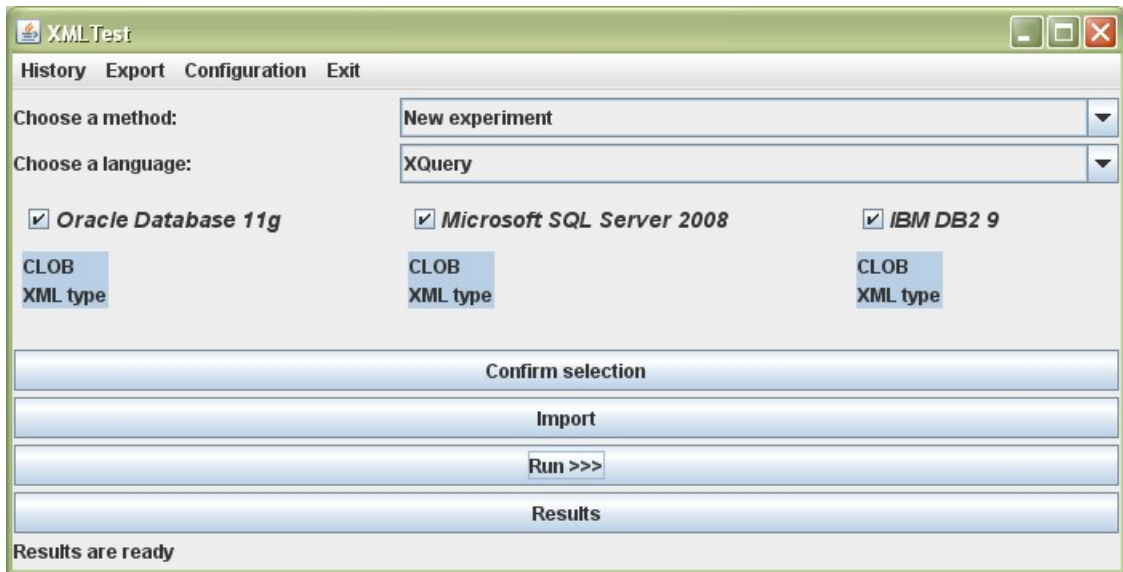 XMLTest
History Export Configuration Exit
Choose a method: New experiment
Choose a language: XQuery
Oracle Database 11g Microsoft SQL Server 2008 IBM DB2 9
CLOB CLOB CLOB
XML type XML type XML type
Confirm selection
Import
Run >>>
Results
Results are ready